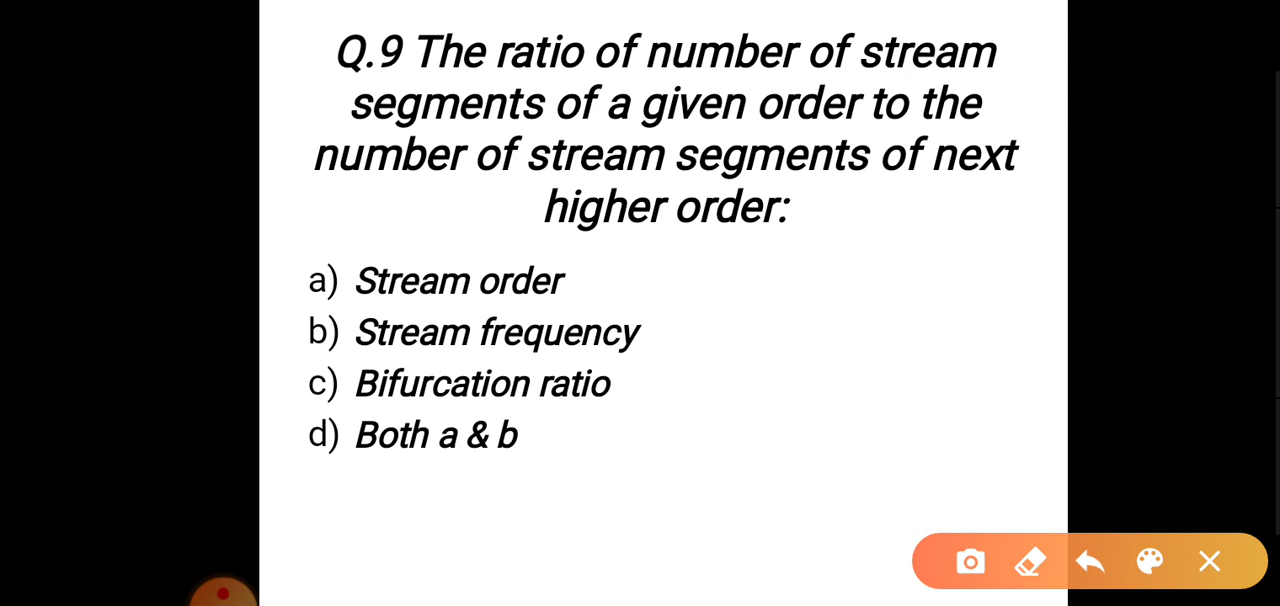 Q.9 The ratio of number of stream
segments of a given order to the
number of stream segments of next
higher order:
a) Stream order
b) Stream frequency
c) Bifurcation ratio
d) Both a & b